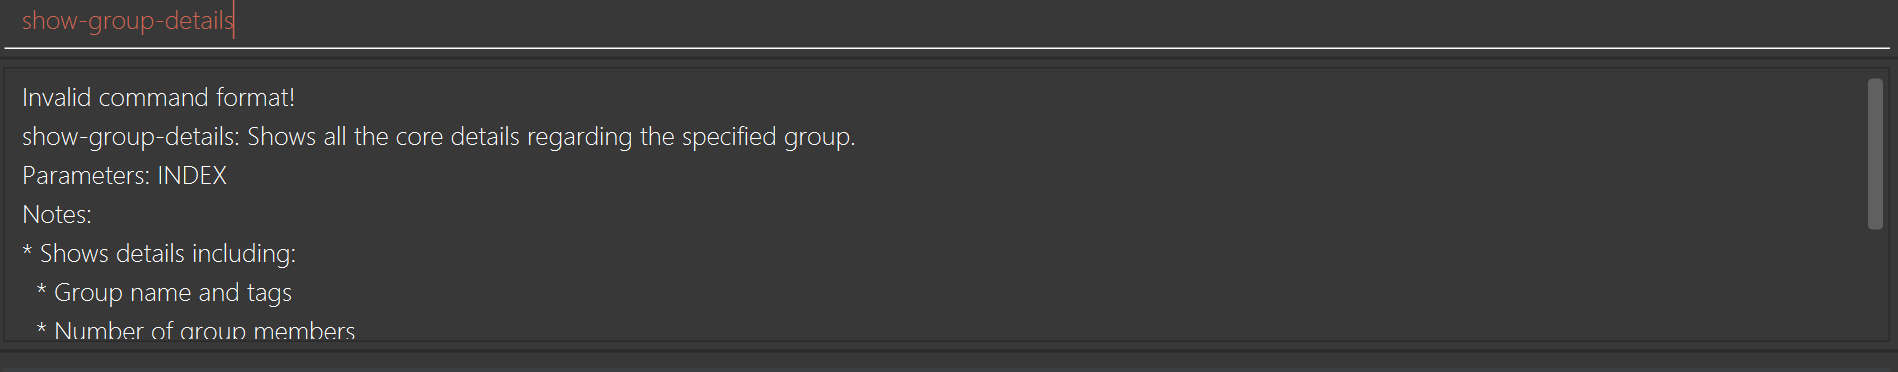 show-group-details
Invalid command format!
show-group-details: Shows all the core details regarding the specified group.
Parameters: INDEX
Notes:
* Shows details including:
* Group name and tags
* Number of group members